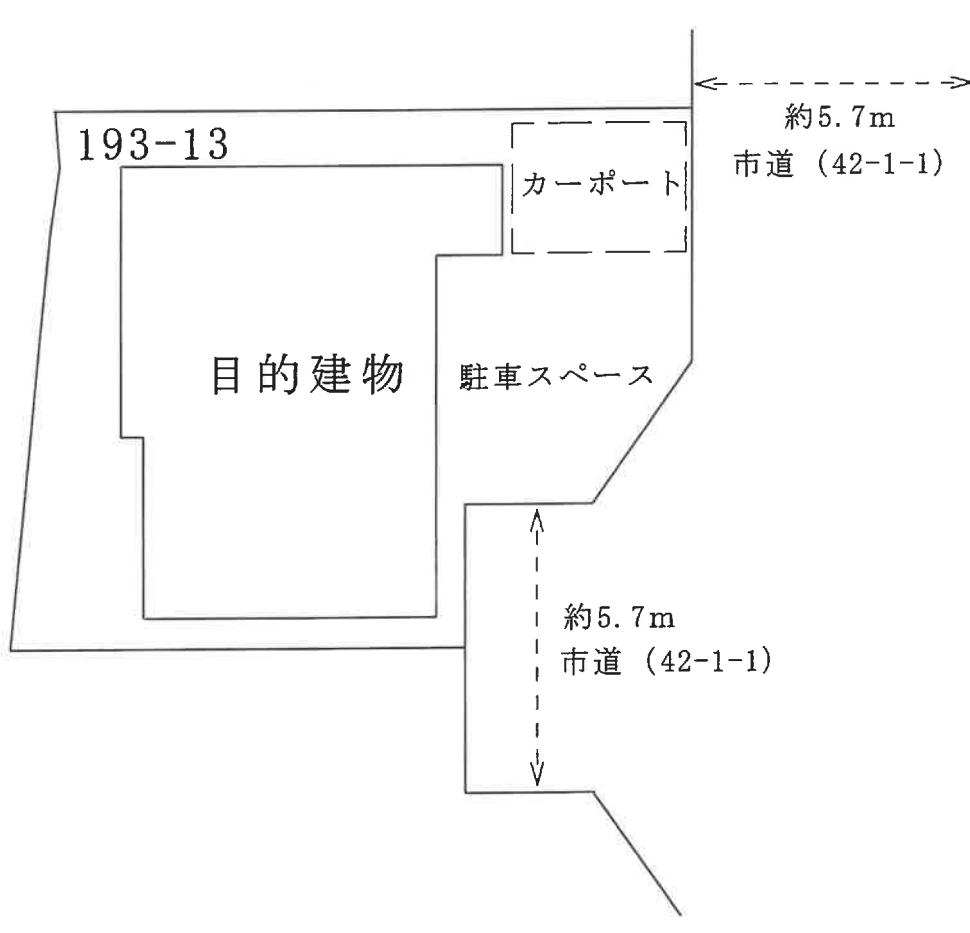 193-13
約5.7m
市道 (42-1-1)
カーポート
目的建物
駐車スペース
約5.7m
市道 (42-1-1)